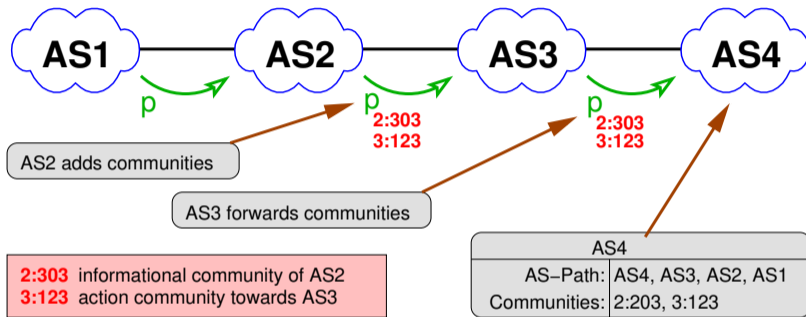 AS1 AS2 AS3 AS4
p p p
2:303 2:303
3:123 3:123
AS2 adds communities
AS3 forwards communities
AS4
AS−Path: AS4, AS3, AS2, AS1
Communities: 2:203, 3:123
2:303 informational community of AS2
3:123 action community towards AS3